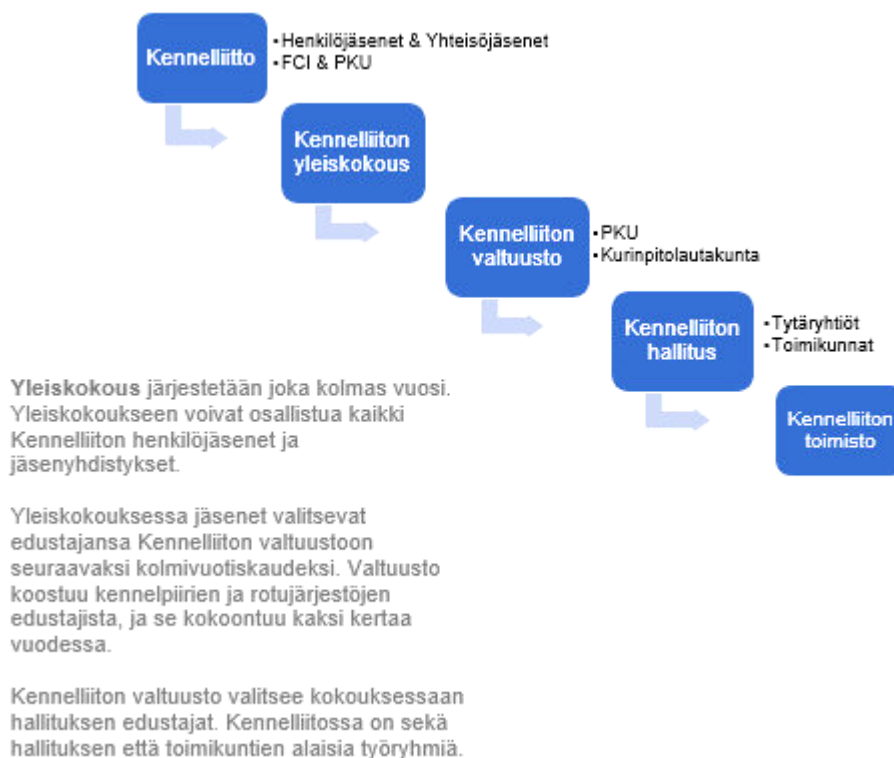 Kennelliitto
•Henkilöjäsenet & Yhteisöjäsenet
•FCI & PKU
Kennelliiton
yleiskokous
Kennelliiton
valtuusto
•PKU
•Kurinpitolautakunta
Kennelliiton
hallitus
•Tytäryhtiöt
•Toimikunnat
Kennelliiton
toimisto
Yleiskokous järjestetään joka kolmas vuosi.
Yleiskokoukseen voivat osallistua kaikki
Kennelliiton henkilöjäsenet ja
jäsenyhdistykset.
Yleiskokouksessa jäsenet valitsevat
edustajansa Kennelliiton valtuustoon
seuraavaksi kolmivuotiskaudeksi. Valtuusto
koostuu kennelpiirien ja rotujärjestöjen
edustajista, ja se kokoontuu kaksi kertaa
vuodessa.
Kennelliiton valtuusto valitsee kokouksessaan
hallituksen edustajat. Kennelliitossa on sekä
hallituksen että toimikuntien alaisia työryhmiä.